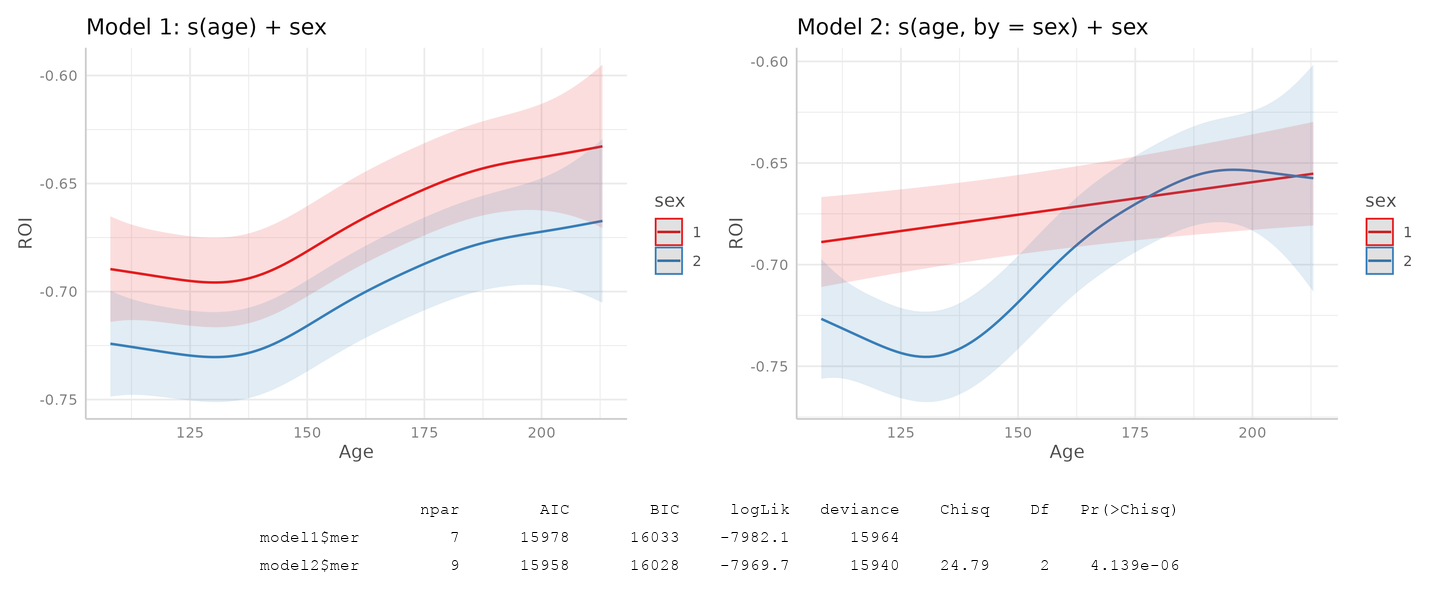 Model 1: s(age) + sex
-0.60
-0.65
-0.70
-0.75
ROI
125 150 175 200
Age
sex
1
2
Model 2: s(age, by = sex) + sex
-0.60
-0.65
-0.70
-0.75
ROI
125 150 175 200
Age
sex
1
2
npar AIC BIC logLik deviance Chisq Df Pr(>Chisq)
model1$mer 7 15978 16033 -7982.1 15964
model2$mer 9 15958 16028 -7969.7 15940 24.79 2 4.139e-06